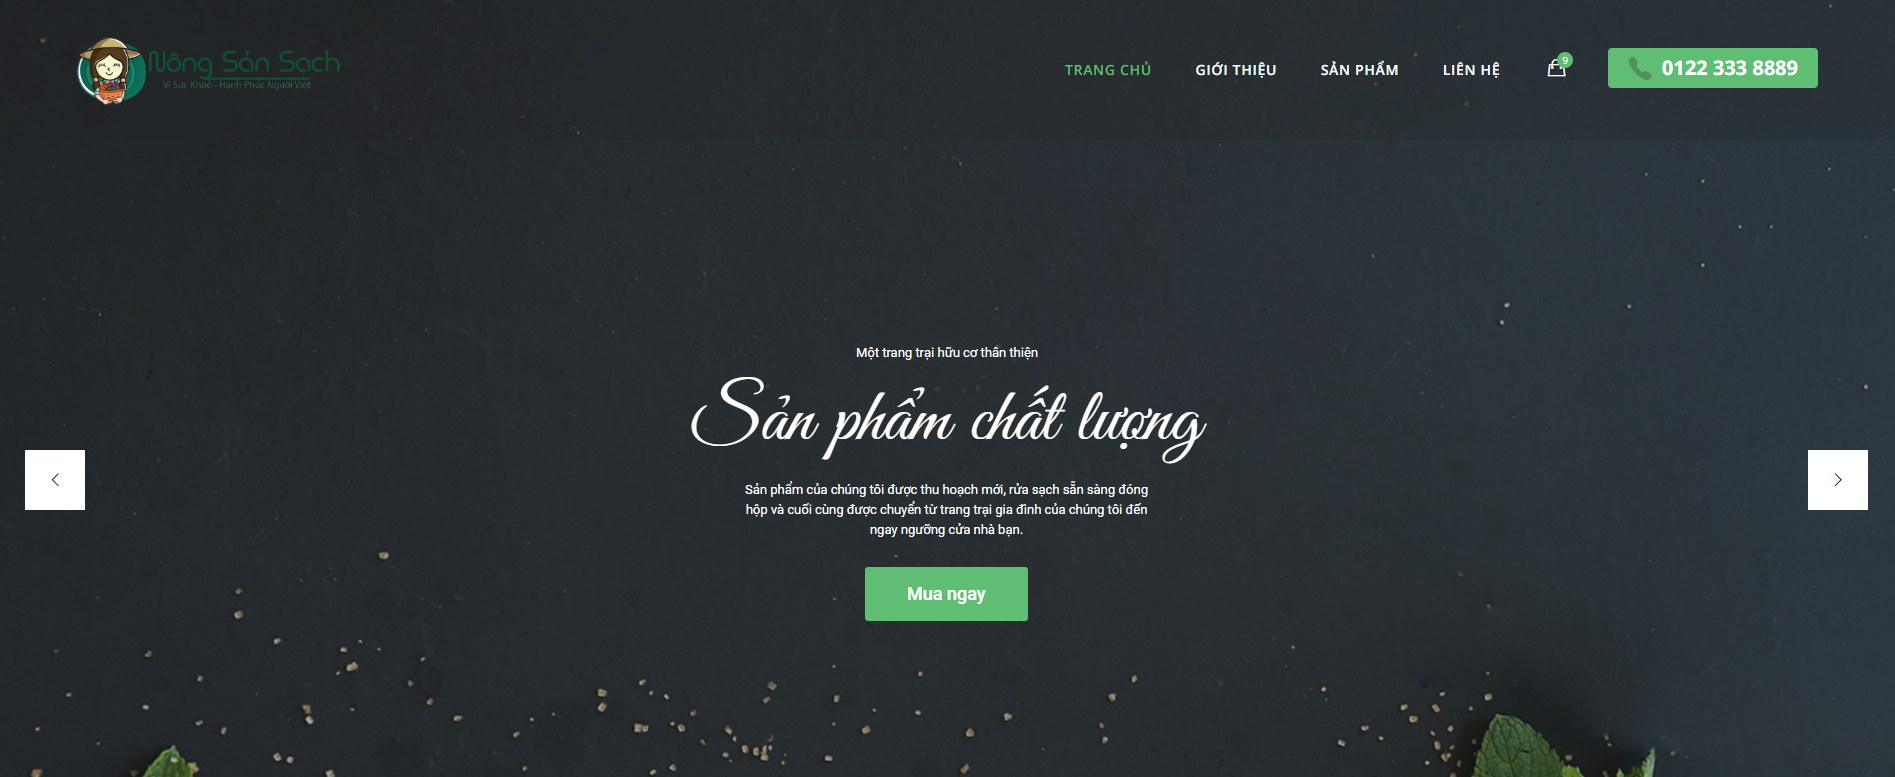 Nông Sản Sạch
Vì Sức Khoẻ - Hạnh Phúc Người Việt
TRANG CHỦ
GIỚI THIỆU
SẢN PHẨM
LIÊN HỆ
9
0122 333 8889
Một trang trại hữu cơ thân thiện
Sản phẩm chất lượng
Sản phẩm của chúng tôi được thu hoạch mới, rửa sạch sẵn sàng đóng
hộp và cuối cùng được chuyển từ trang trại gia đình của chúng tôi đến
ngay ngưỡng cửa nhà bạn.
Mua ngay